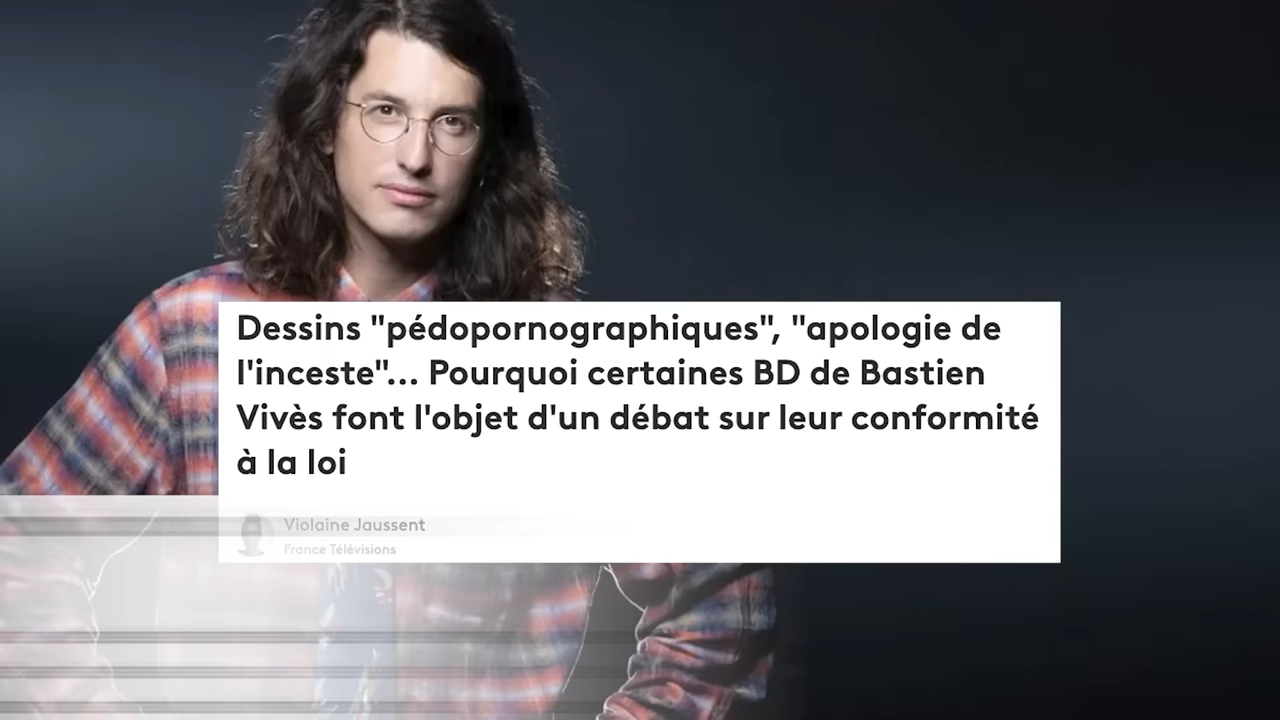 Dessins "pédopornographiques", "apologie de
l'inceste"... Pourquoi certaines BD de Bastien
Vivès font l'objet d'un débat sur leur conformité
à la loi
Violaine Jaussent
France Télévisions